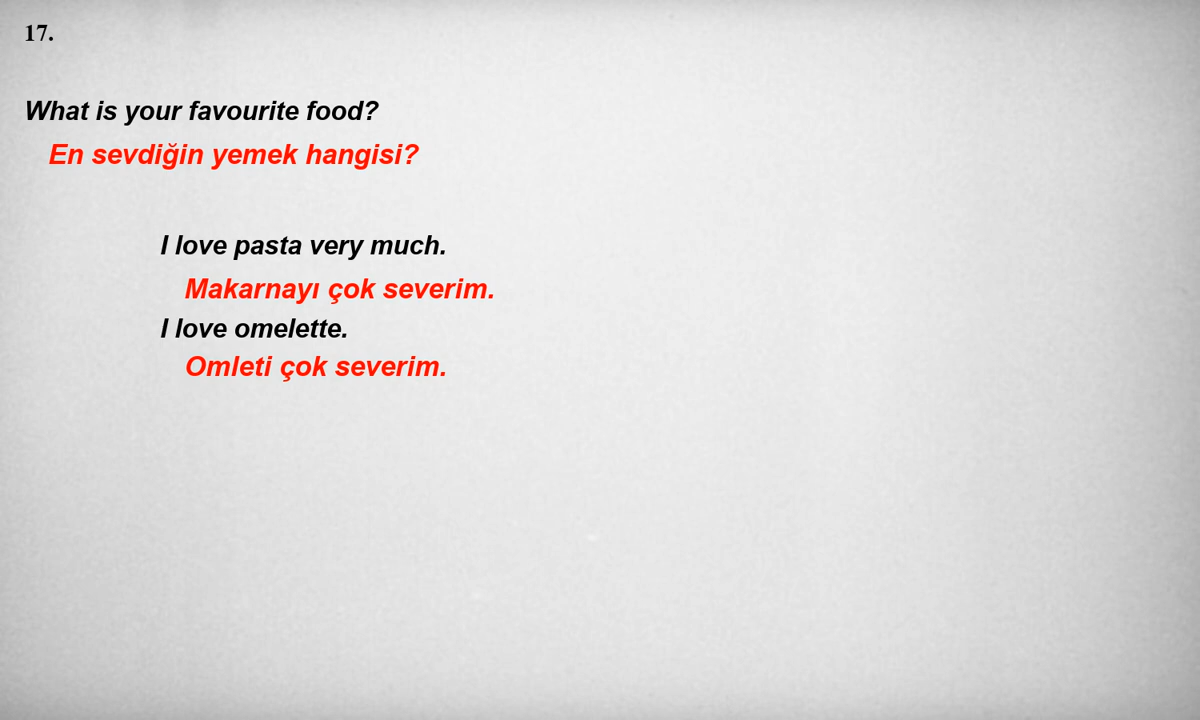 17.
What is your favourite food?
En sevdiğin yemek hangisi?
I love pasta very much.
Makarnayı çok severim.
I love omelette.
Omleti çok severim.